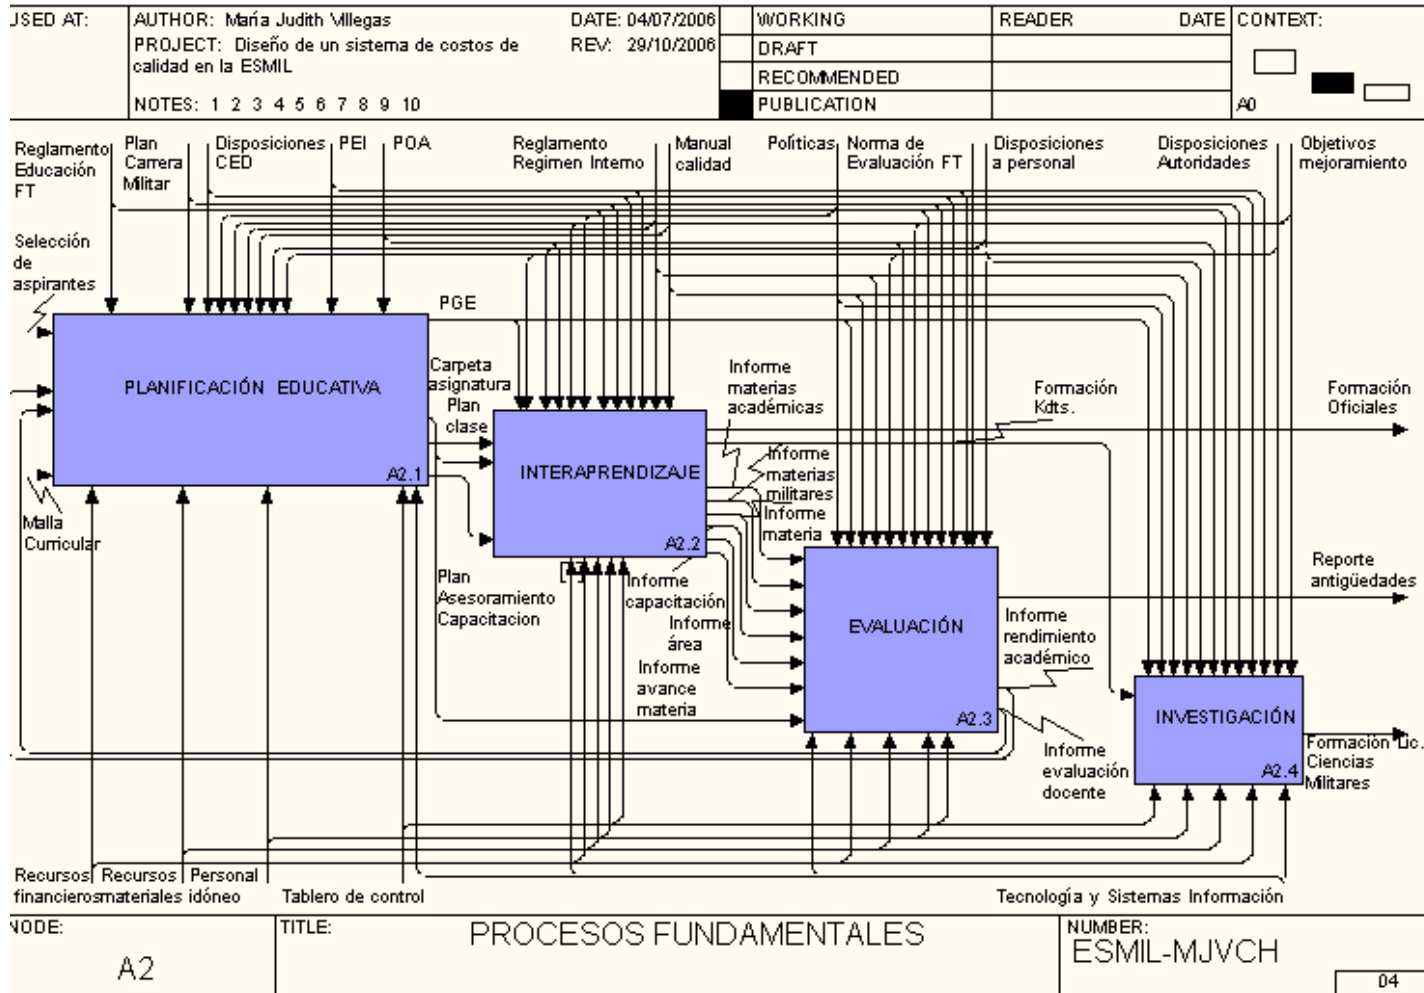 USED AT:
AUTHOR: María Judith Villegas
DATE: 04/07/2006
PROJECT: Diseño de un sistema de costos de
calidad en la ESMIL
REV: 29/10/2006
NOTES: 1 2 3 4 5 6 7 8 9 10
WORKING
DRAFT
RECOMMENDED
PUBLICATION
READER
DATE
CONTEXT:
A0
Reglamento
Educación
FT
Plan
Carrera
Militar
Disposiciones
CED
PEI
POA
Reglamento
Regimen Interno
Manual
calidad
Políticas
Norma de
Evaluación FT
Disposiciones
a personal
Disposiciones
Autoridades
Objetivos
mejoramiento
Selección
de
aspirantes
PGE
PLANIFICACIÓN EDUCATIVA
A2.1
Malla
Curricular
Carpeta
asignatura
Plan
clase
Informe
materias
académicas
Formación
Kdts.
Formación
Oficiales
INTERAPRENDIZAJE
A2.2
Informe
materias
militares
Informe
materia
Plan
Asesoramiento
Capacitacion
Informe
capacitación
Informe
área
Informe
avance
materia
EVALUACIÓN
A2.3
Reporte
antigüedades
Informe
rendimiento
académico
Informe
evaluación
docente
INVESTIGACIÓN
A2.4
Formación Lic.
Ciencias
Militares
Recursos
financieros
Recursos
materiales
Personal
idóneo
Tablero de control
Tecnología y Sistemas Información
NODE:
A2
TITLE:
PROCESOS FUNDAMENTALES
NUMBER:
ESMIL-MJVCH
04